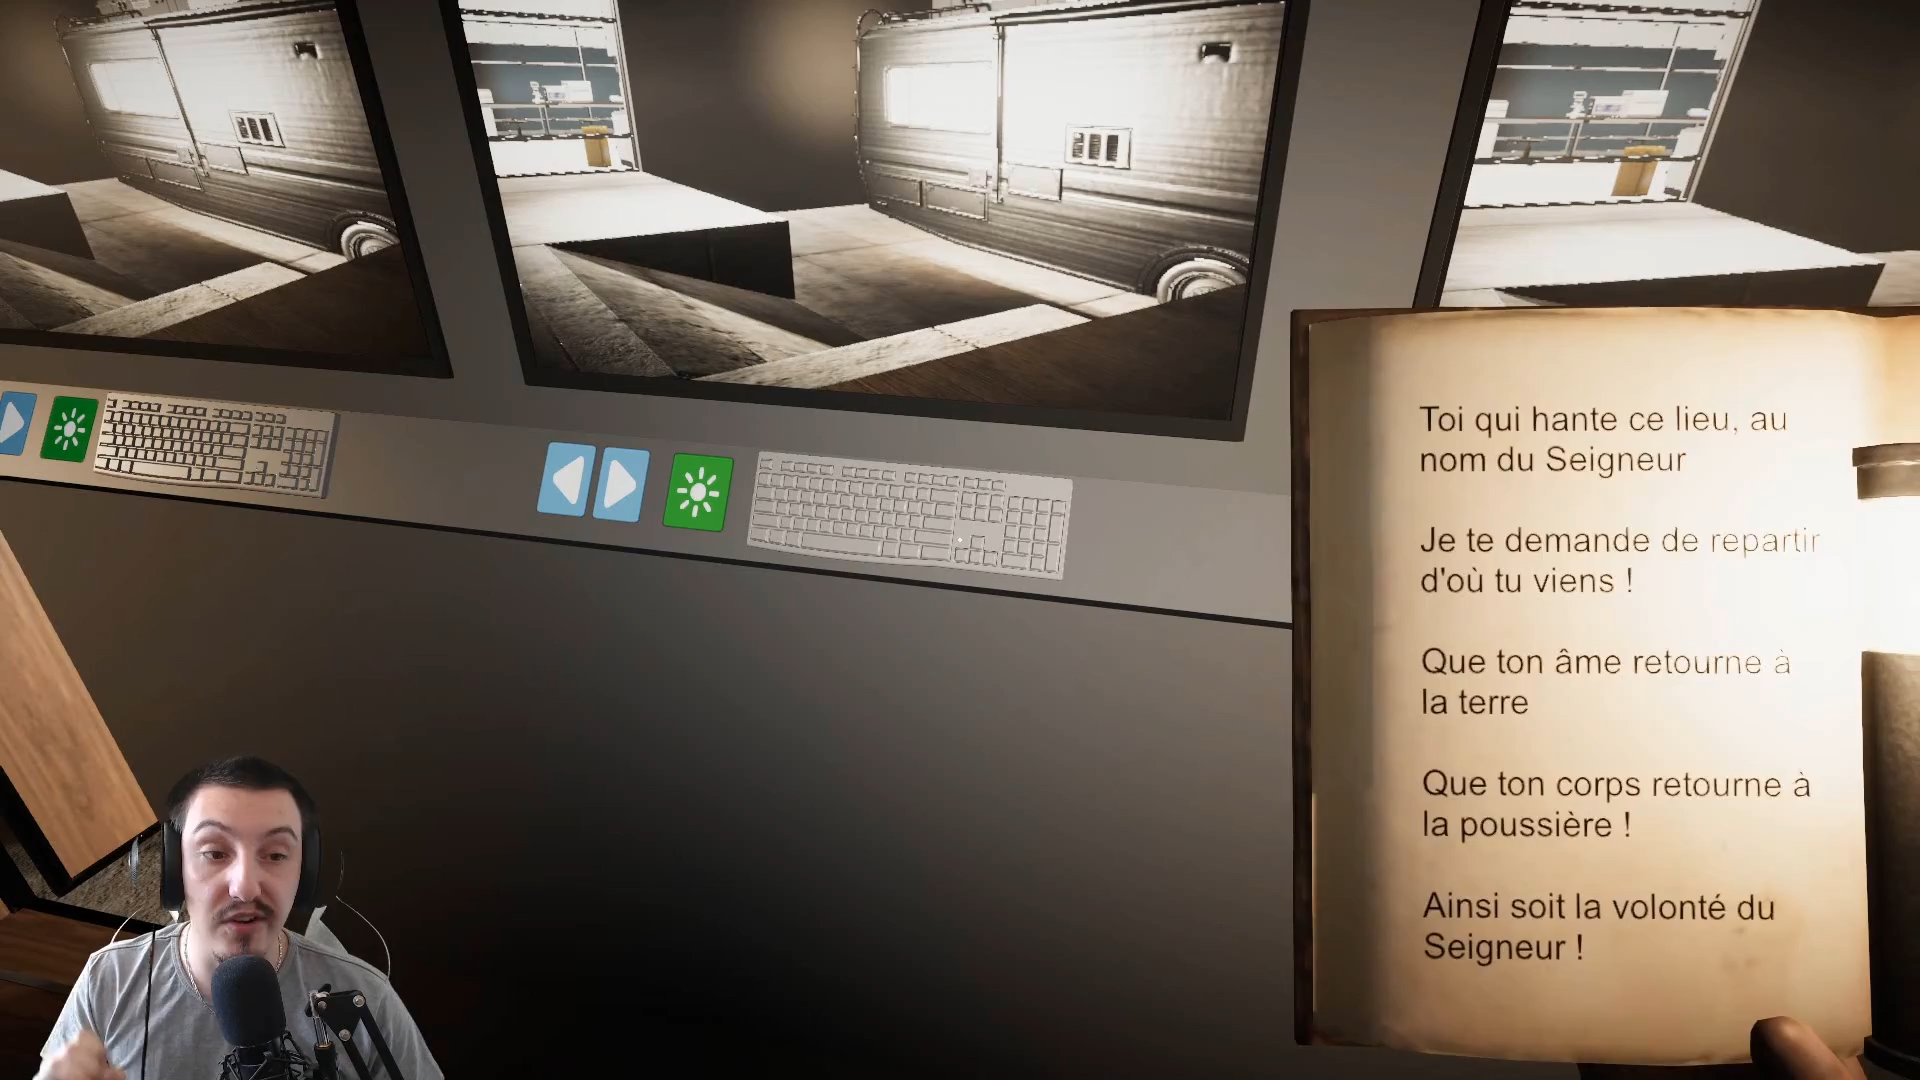 Toi qui hante ce lieu, au
nom du Seigneur
Je te demande de repartir
d'où tu viens !
Que ton âme retourne à
la terre
Que ton corps retourne à
la poussière !
Ainsi soit la volonté du
Seigneur !